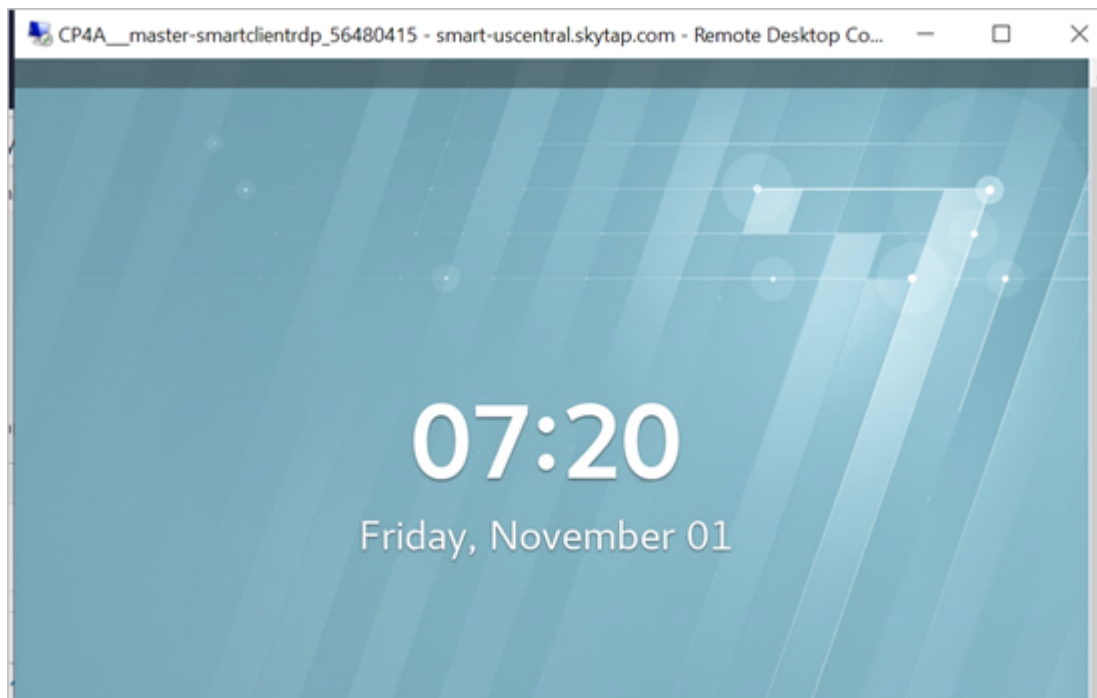 CP4A__master-smartclientrdp_56480415 - smart-uscentral.skytap.com - Remote Desktop Co...
07:20
Friday, November 01